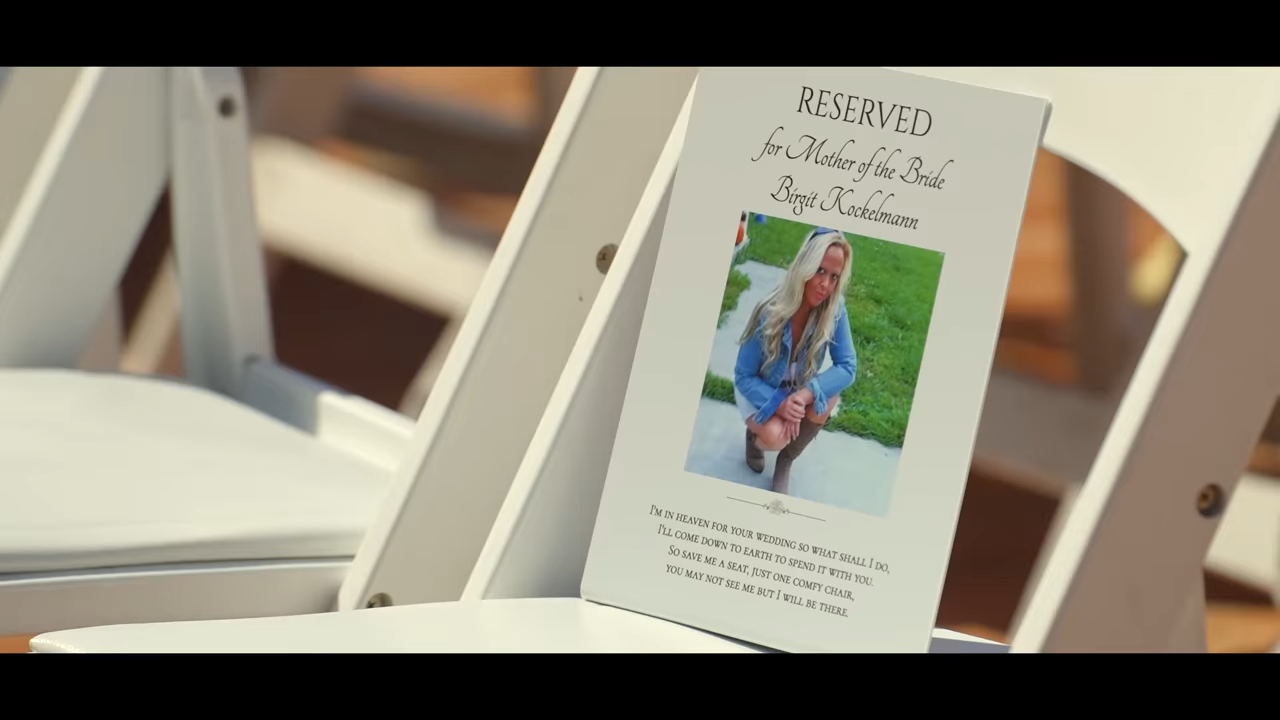 RESERVED
for Mother of the Bride
Birgit Kockelmann
I'M IN HEAVEN FOR YOUR WEDDING SO WHAT SHALL I DO,
I'LL COME DOWN TO EARTH TO SPEND IT WITH YOU.
SO SAVE ME A SEAT, JUST ONE COMFY CHAIR,
YOU MAY NOT SEE ME BUT I WILL BE THERE.